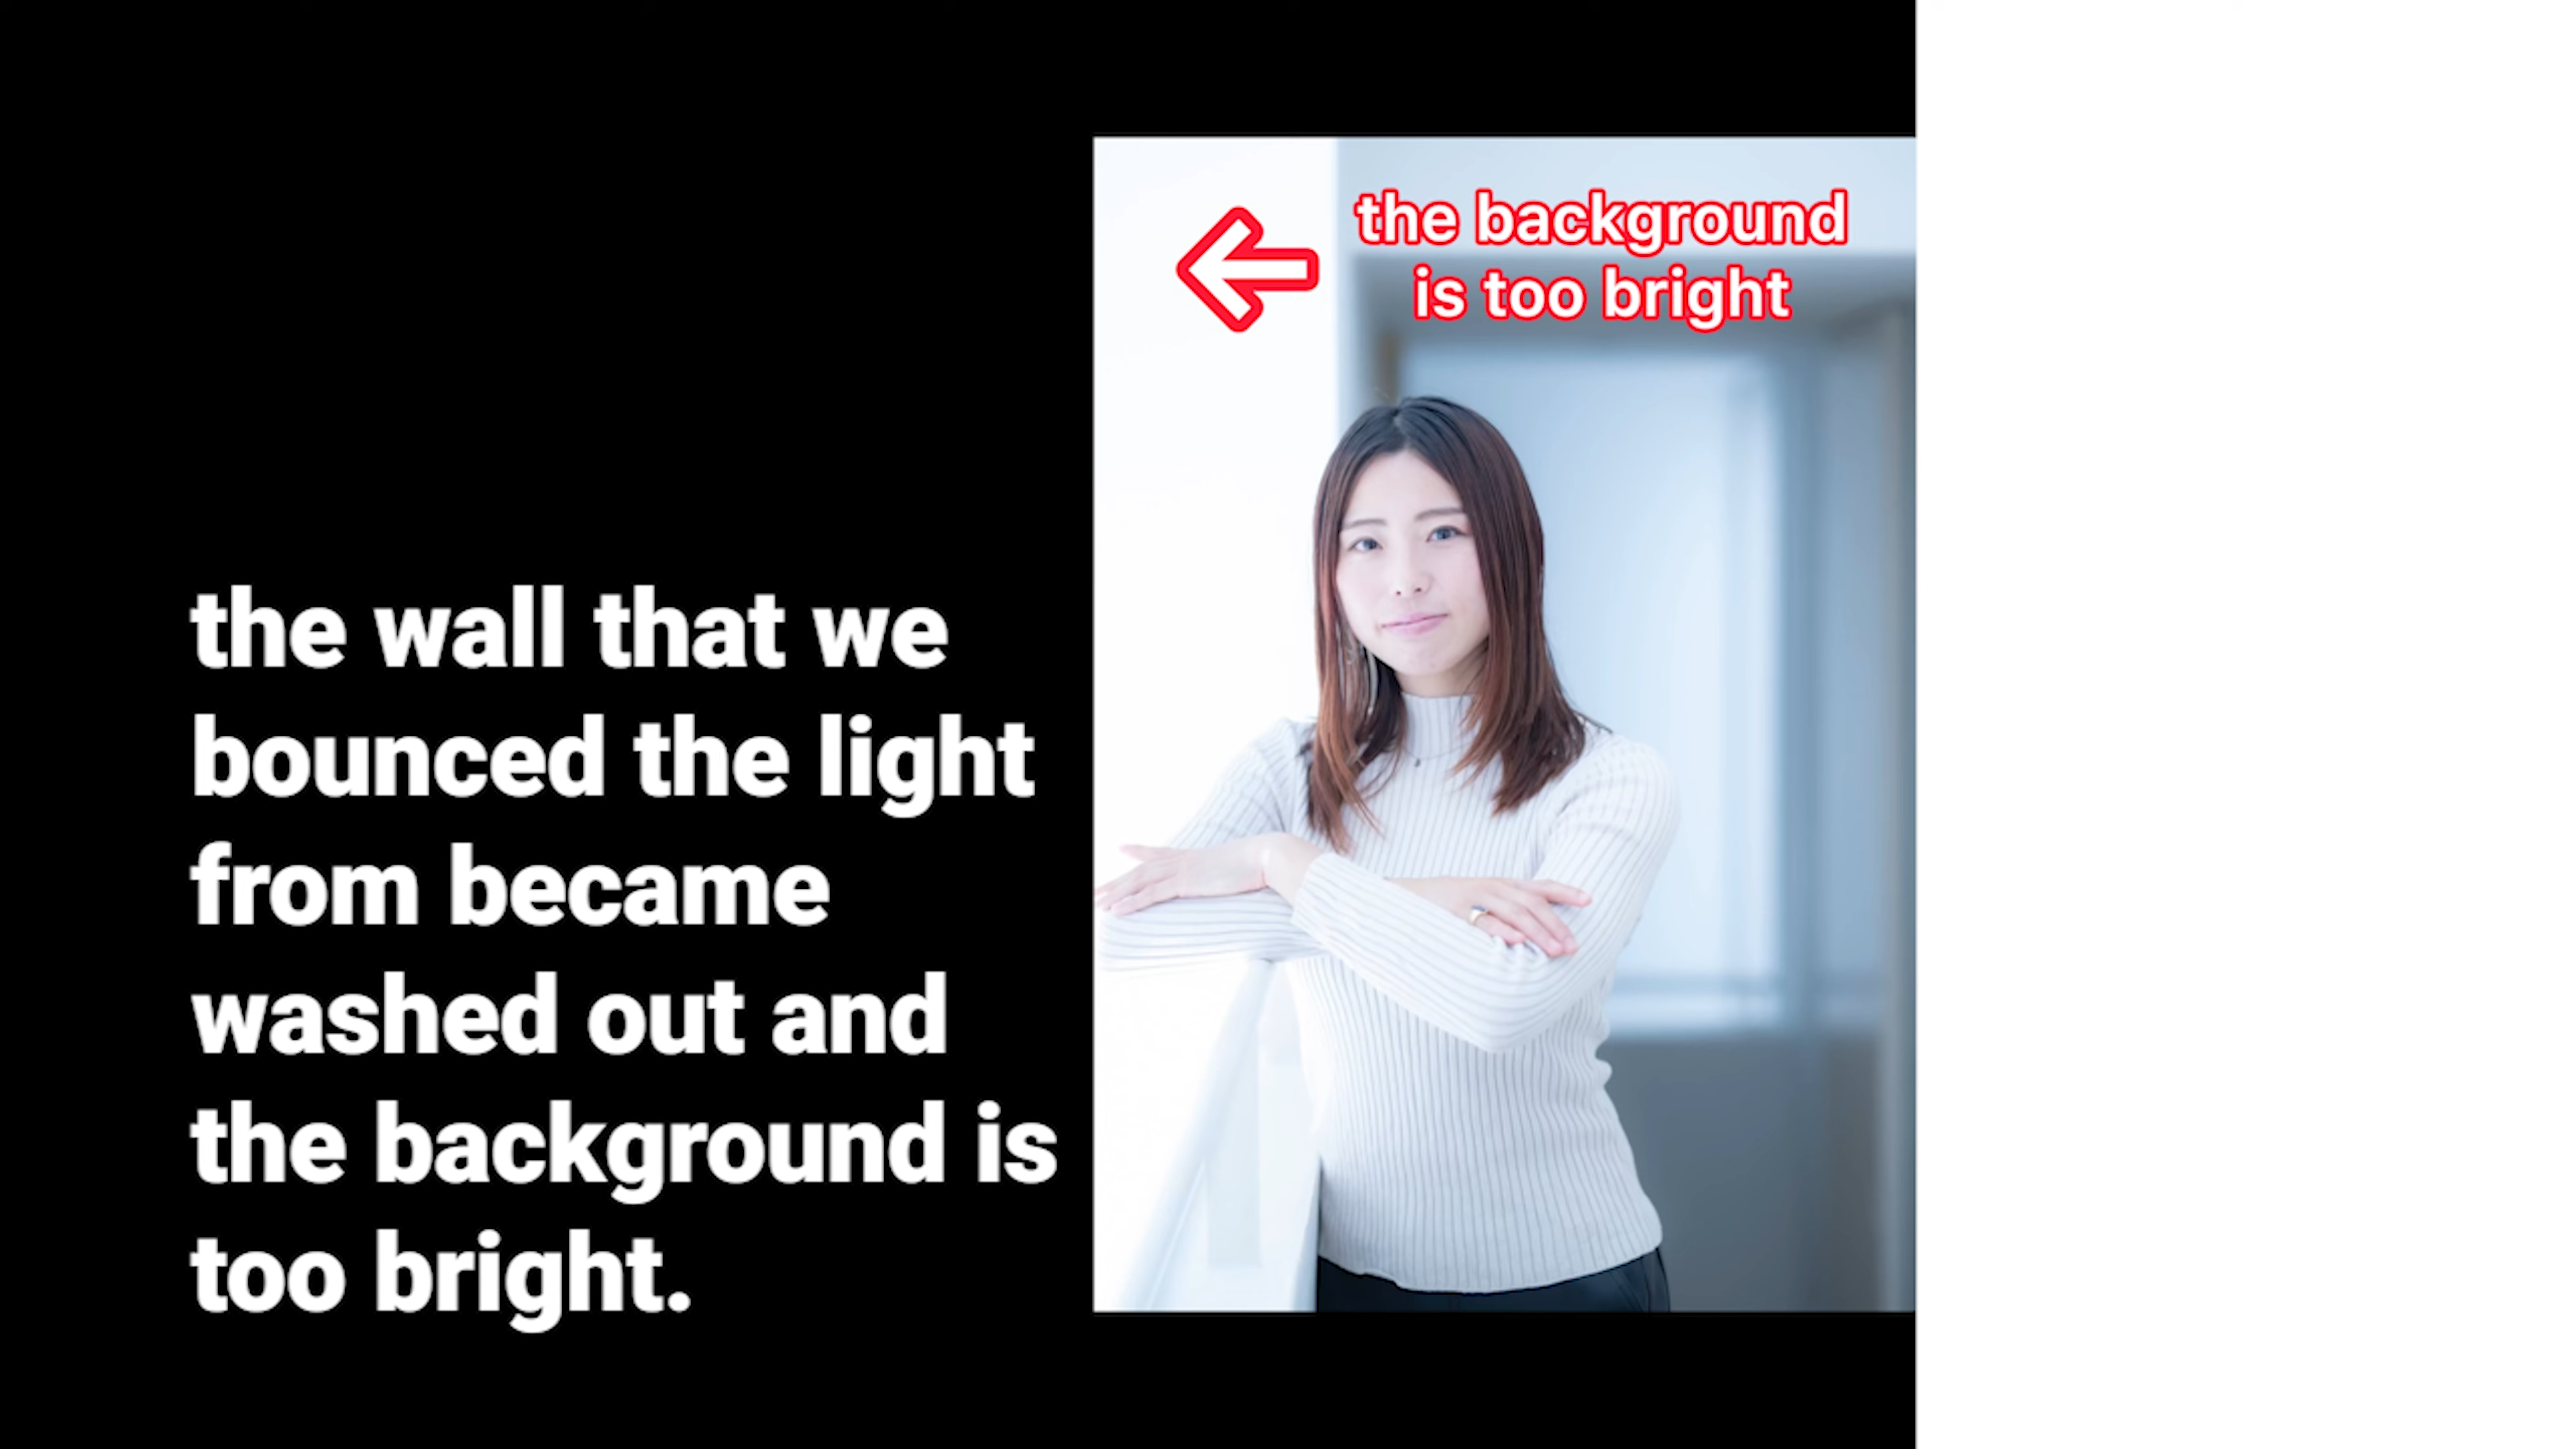 the wall that we
bounced the light
from became
washed out and
the background is
too bright.
the background
is too bright